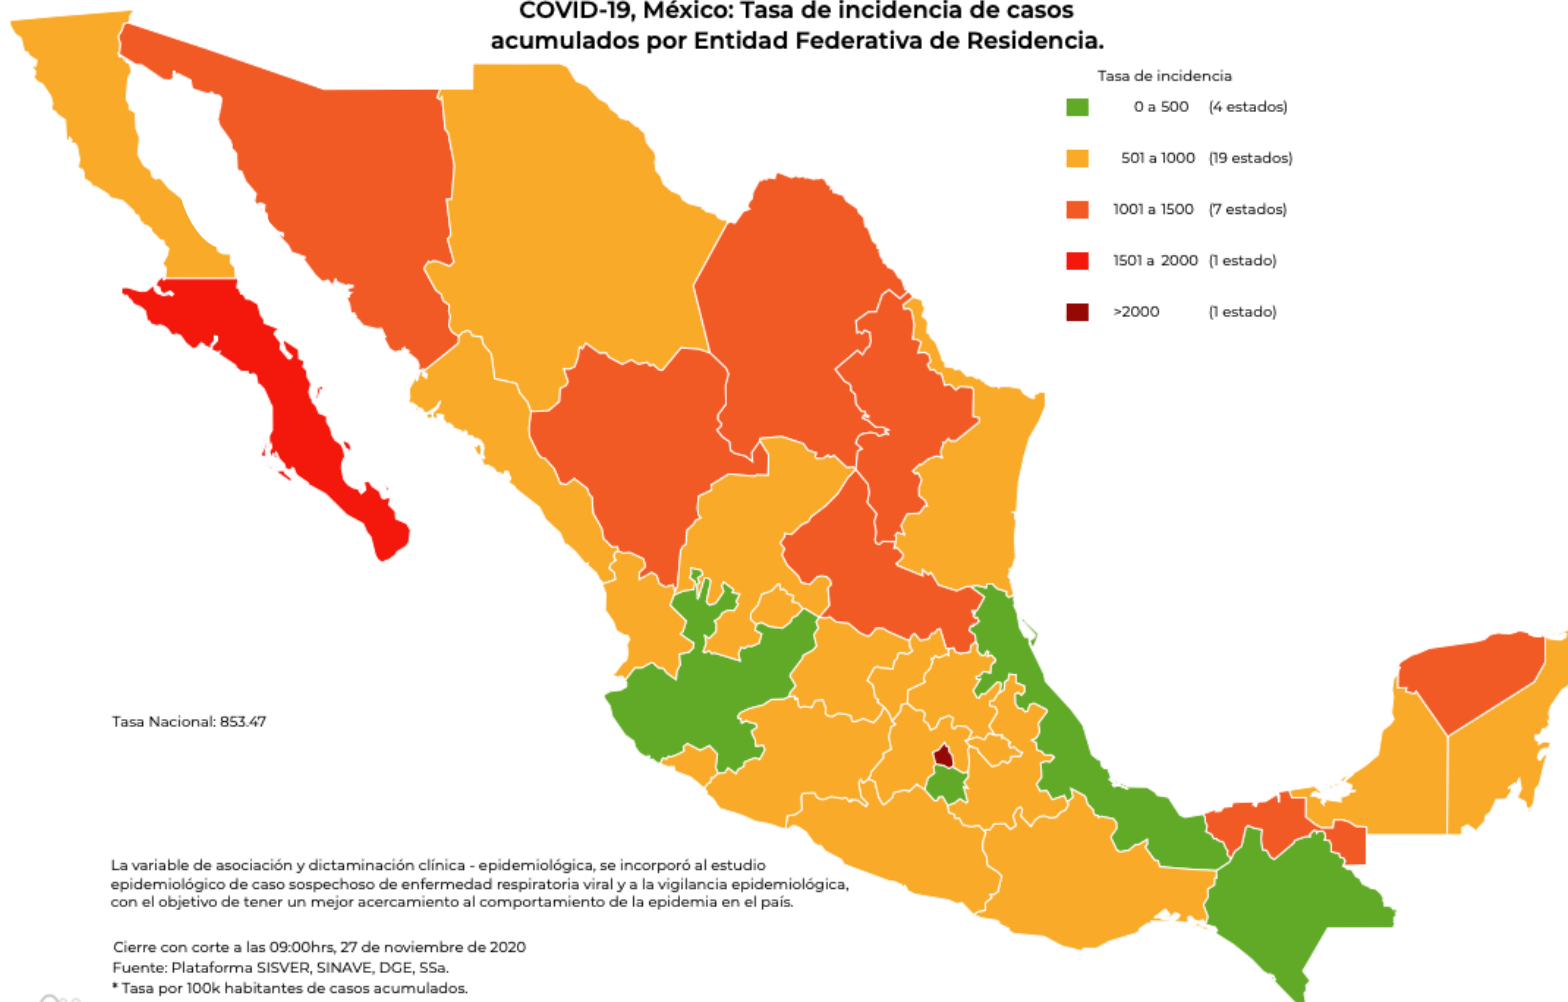 COVID-19, México: Tasa de incidencia de casos
acumulados por Entidad Federativa de Residencia.
Tasa de incidencia
0 a 500 (4 estados)
501 a 1000 (19 estados)
1001 a 1500 (7 estados)
1501 a 2000 (1 estado)
>2000 (1 estado)
Tasa Nacional: 853.47
La variable de asociación y dictaminación clínica - epidemiológica, se incorporó al estudio
epidemiológico de caso sospechoso de enfermedad respiratoria viral y a la vigilancia epidemiológica,
con el objetivo de tener un mejor acercamiento al comportamiento de la epidemia en el país.
Cierre con corte a las 09:00hrs, 27 de noviembre de 2020
Fuente: Plataforma SISVER, SINAVE, DGE, SSa.
* Tasa por 100k habitantes de casos acumulados.